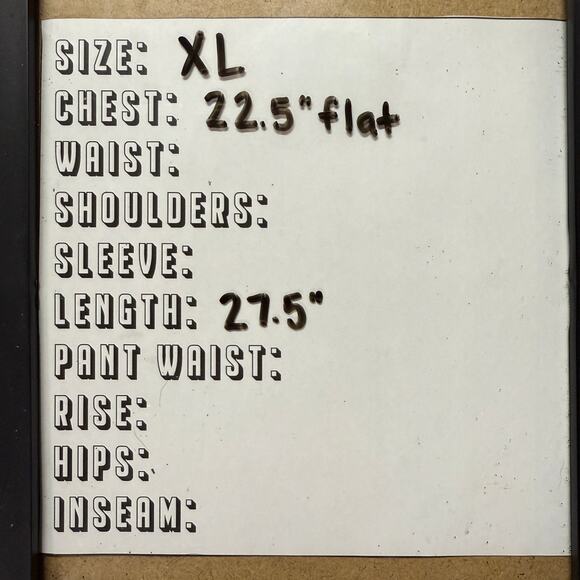 SIZE: XL
CHEST: 22.5" flat
WAIST:
SHOULDERS:
SLEEVE:
LENGTH: 27.5"
PANT WAIST:
RISE:
HIPS:
INSEAM: